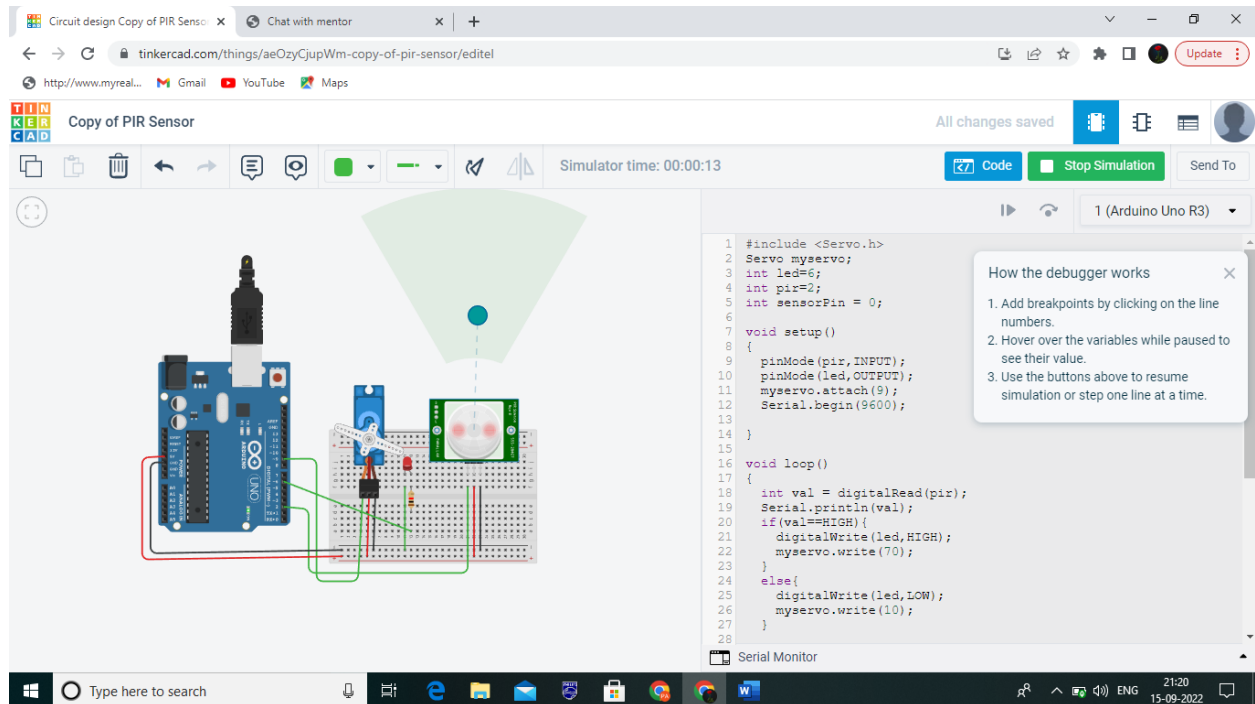 Circuit design Copy of PIR Senso
Chat with mentor
tinkercad.com/things/aeOzyCjupWm-copy-of-pir-sensor/editel
Update
http://www.myreal...
Gmail
YouTube
Maps
TIN
KER
CAD
Copy of PIR Sensor
All changes saved
Simulator time: 00:00:13
Code
Stop Simulation
Send To
1 (Arduino Uno R3)
1 #include <Servo.h>
2 Servo myservo;
3 int led=6;
4 int pir=2;
5 int sensorPin = 0;
6
7 void setup()
8 {
9 pinMode(pir,INPUT);
10 pinMode(led,OUTPUT);
11 myservo.attach(9);
12 Serial.begin(9600);
13
14 }
15
16 void loop()
17 {
18 int val = digitalRead(pir);
19 Serial.println(val);
20 if(val==HIGH){
21 digitalWrite(led,HIGH);
22 myservo.write(70);
23 }
24 else{
25 digitalWrite(led,LOW);
26 myservo.write(10);
27 }
28
How the debugger works
1. Add breakpoints by clicking on the line
numbers.
2. Hover over the variables while paused to
see their value.
3. Use the buttons above to resume
simulation or step one line at a time.
UNO
ARDUINO
Serial Monitor
Type here to search
ENG
21:20
15-09-2022